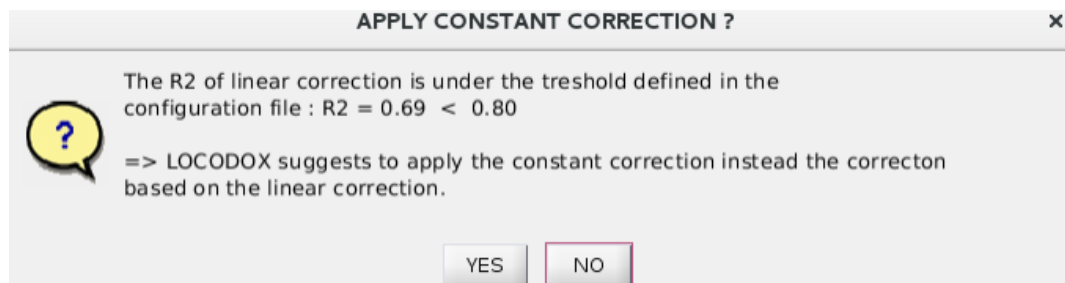 APPLY CONSTANT CORRECTION ?
×
The R2 of linear correction is under the treshold defined in the
configuration file : R2 = 0.69 < 0.80
?
=> LOCODOX suggests to apply the constant correction instead the correcton
based on the linear correction.
YES NO